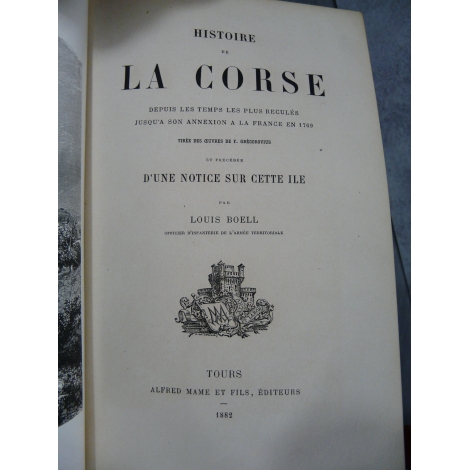 HISTOIRE
DE
LA CORSE
DEPUIS LES TEMPS LES PLUS RECULÉS
JUSQU'A SON ANNEXION A LA FRANCE EN 1769
TIRÉE DES ŒUVRES DE F. GRÉGOROVIUS
ET PRÉCÉDÉE
D'UNE NOTICE SUR CETTE ILE
PAR
LOUIS BOELL
OFFICIER D'INFANTERIE DE L'ARMÉE TERRITORIALE
TOURS
ALFRED MAME ET FILS, ÉDITEURS
1882